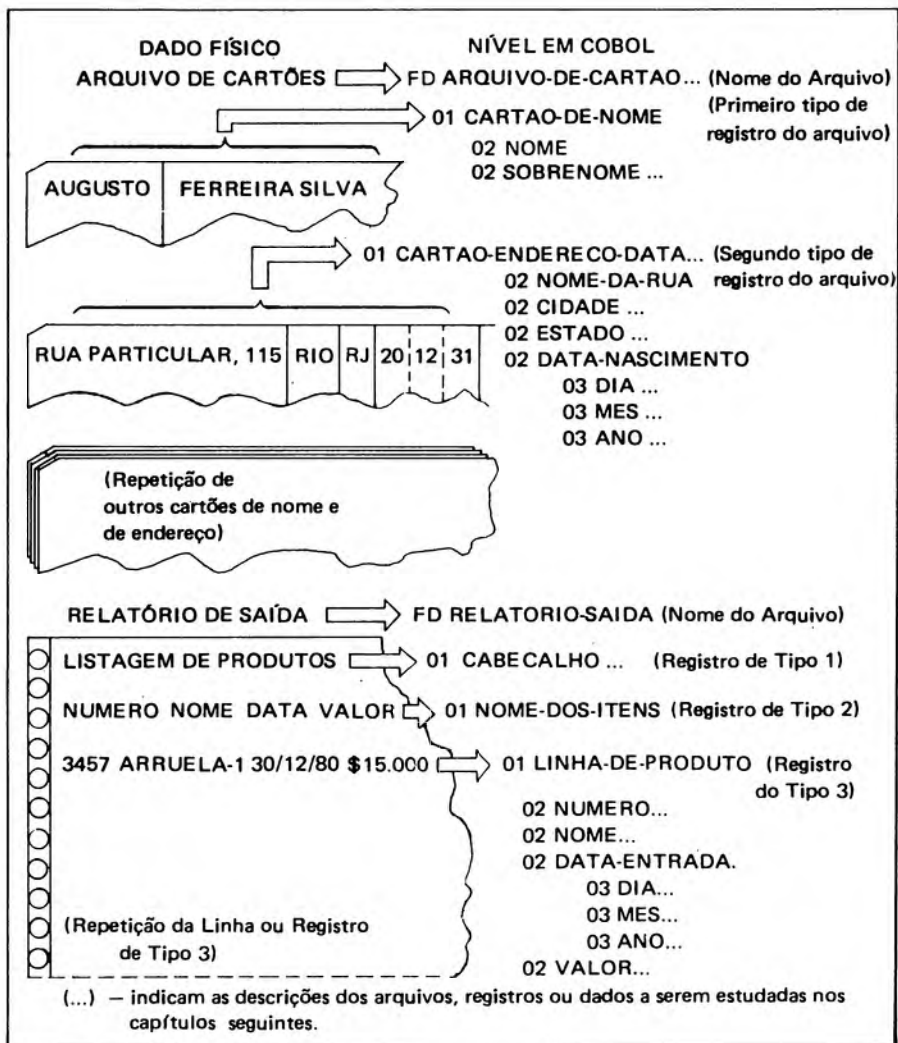 DADO FÍSICO NÍVEL EM COBOL
ARQUIVO DE CARTÕES FD ARQUIVO-DE-CARTAO... (Nome do Arquivo)
01 CARTAO-DE-NOME (Primeiro tipo de
registro do arquivo)
02 NOME
02 SOBRENOME ...
AUGUSTO FERREIRA SILVA
01 CARTAO-ENDERECO-DATA... (Segundo tipo de
registro do arquivo)
02 NOME-DA-RUA
02 CIDADE ...
02 ESTADO ...
02 DATA-NASCIMENTO
03 DIA ...
03 MES ...
03 ANO ...
RUA PARTICULAR, 115 RIO RJ 20 12 31
(Repetição de
outros cartões de nome e
de endereço)
RELATÓRIO DE SAÍDA FD RELATORIO-SAIDA (Nome do Arquivo)
LISTAGEM DE PRODUTOS 01 CABECALHO ... (Registro de Tipo 1)
NUMERO NOME DATA VALOR 01 NOME-DOS-ITENS (Registro de Tipo 2)
3457 ARRUELA-1 30/12/80 $15.000 01 LINHA-DE-PRODUTO (Registro
do Tipo 3)
02 NUMERO...
02 NOME...
02 DATA-ENTRADA.
03 DIA...
03 MES...
03 ANO...
02 VALOR...
(Repetição da Linha ou Registro
de Tipo 3)
(...) — indicam as descrições dos arquivos, registros ou dados a serem estudadas nos
capítulos seguintes.